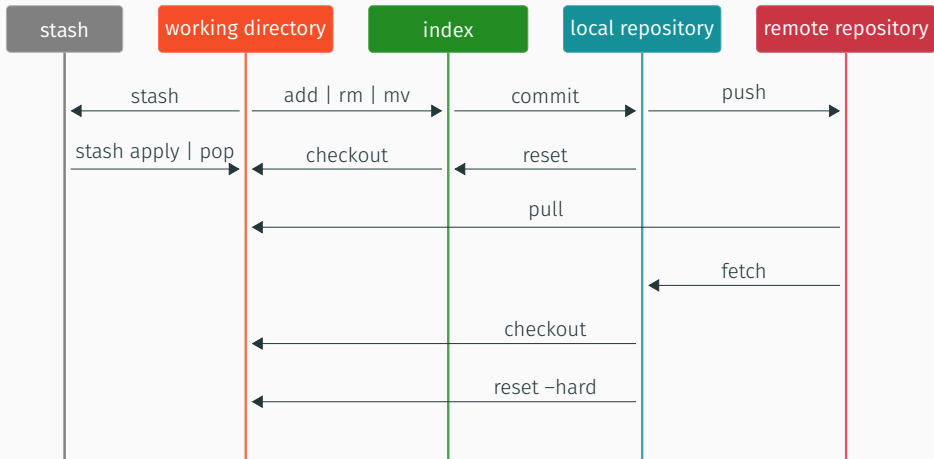 stash
working directory
index
local repository
remote repository
stash
add | rm | mv
commit
push
stash apply | pop
checkout
reset
pull
fetch
checkout
reset –hard